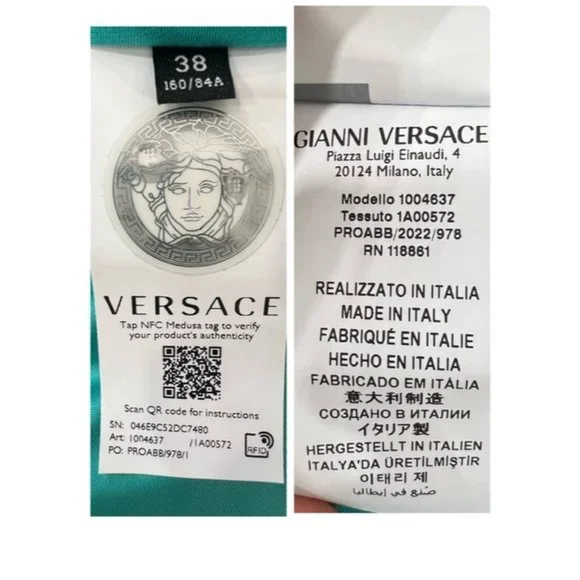 38
160/84A
VERSACE
Tap NFC Medusa tag to verify
your product's authenticity
Scan QR code for instructions
SN: 046E9C52DC7480
Art: 1004637 /1A00572
PO: PROABB/978/1
RFID
GIANNI VERSACE
Piazza Luigi Einaudi, 4
20124 Milano, Italy
Modello 1004637
Tessuto 1A00572
PROABB/2022/978
RN 118861
REALIZZATO IN ITALIA
MADE IN ITALY
FABRIQUÉ EN ITALIE
HECHO EN ITALIA
FABRICADO EM ITÁLIA
意大利制造
СОЗДАНО В ИТАЛИИ
イタリア製
HERGESTELLT IN ITALIEN
İTALYA'DA ÜRETİLMİŞTİR
이태리 제
صنع في إيطاليا